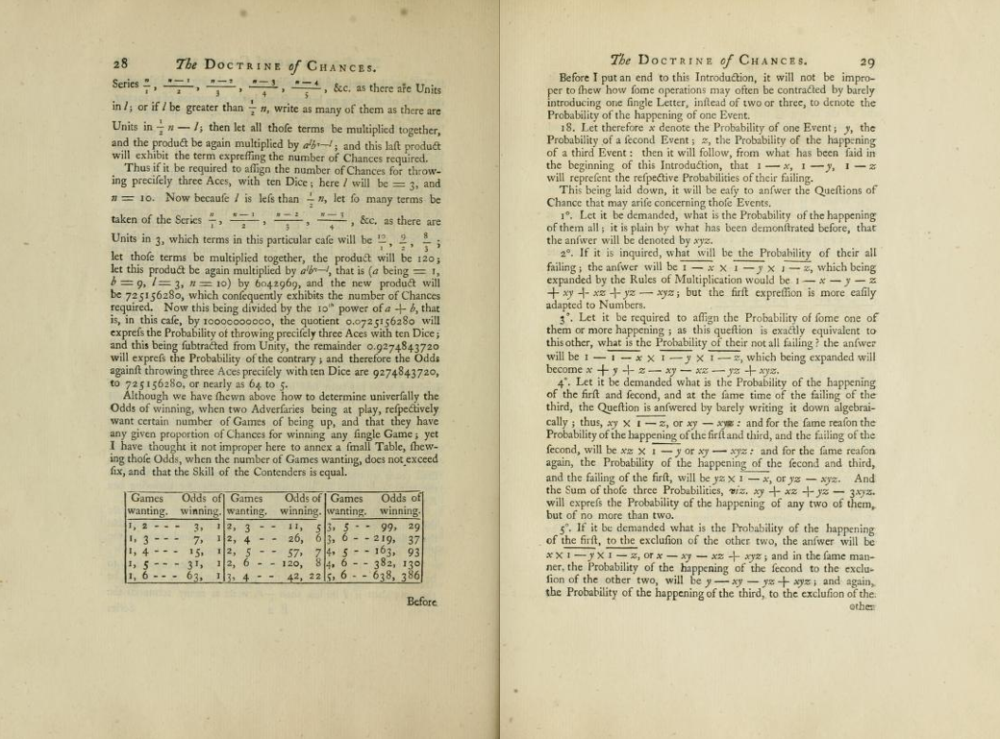 28 The DOCTRINE of CHANCES.
Series n/1, n—1/2, n—2/3, n—3/4, n—4/5, &c. as there are Units
in l; or if l be greater than 1/2 n, write as many of them as there are
Units in 1/2 n — l; then let all thoſe terms be multiplied together,
and the product be again multiplied by aˡbⁿ⁻ˡ; and this laſt product
will exhibit the term expreſſing the number of Chances required.
Thus if it be required to aſſign the number of Chances for throw-
ing preciſely three Aces, with ten Dice; here l will be = 3, and
n = 10. Now becauſe l is leſs than 1/2 n, let ſo many terms be
taken of the Series n/1, n—1/2, n—2/3, n—3/4, &c. as there are
Units in 3, which terms in this particular caſe will be 10/1, 9/2, 8/3;
let thoſe terms be multiplied together, the product will be 120;
let this product be again multiplied by aˡbⁿ⁻ˡ, that is (a being = 1,
b = 9, l = 3, n = 10) by 6042969, and the new product will
be 725156280, which conſequently exhibits the number of Chances
required. Now this being divided by the 10ᵗʰ power of a + b, that
is, in this caſe, by 10000000000, the quotient 0.0725156280 will
expreſs the Probability of throwing preciſely three Aces with ten Dice;
and this being ſubtracted from Unity, the remainder 0.9274843720
will expreſs the Probability of the contrary; and therefore the Odds
againſt throwing three Aces preciſely with ten Dice are 9274843720,
to 725156280, or nearly as 64 to 5.
Although we have ſhewn above how to determine univerſally the
Odds of winning, when two Adverſaries being at play, reſpectively
want certain number of Games of being up, and that they have
any given proportion of Chances for winning any ſingle Game; yet
I have thought it not improper here to annex a ſmall Table, ſhew-
ing thoſe Odds, when the number of Games wanting, does not exceed
ſix, and that the Skill of the Contenders is equal.
Games Odds of Games Odds of Games Odds of
wanting. winning. wanting. winning. wanting. winning.
1, 2 - - - 3, 1 2, 3 - - 11, 5 3, 5 - - 99, 29
1, 3 - - - 7, 1 2, 4 - - 26, 6 3, 6 - - 219, 37
1, 4 - - - 15, 1 2, 5 - - 57, 7 4, 5 - - 163, 93
1, 5 - - - 31, 1 2, 6 - - 120, 8 4, 6 - - 382, 130
1, 6 - - - 63, 1 3, 4 - - 42, 22 5, 6 - - 638, 386
Before
The DOCTRINE of CHANCES. 29
Before I put an end to this Introduction, it will not be impro-
per to ſhew how ſome operations may often be contracted by barely
introducing one ſingle Letter, inſtead of two or three, to denote the
Probability of the happening of one Event.
18. Let therefore x denote the Probability of one Event; y, the
Probability of a ſecond Event; z, the Probability of the happening
of a third Event: then it will follow, from what has been ſaid in
the beginning of this Introduction, that 1 — x, 1 — y, 1 — z
will repreſent the reſpective Probabilities of their failing.
This being laid down, it will be eaſy to anſwer the Queſtions of
Chance that may ariſe concerning thoſe Events.
1°. Let it be demanded, what is the Probability of the happening
of them all; it is plain by what has been demonſtrated before, that
the anſwer will be denoted by xyz.
2°. If it is inquired, what will be the Probability of their all
failing; the anſwer will be 1 — x × 1 — y × 1 — z, which being
expanded by the Rules of Multiplication would be 1 — x — y — z
+ xy + xz + yz — xyz; but the firſt expreſſion is more eaſily
adapted to Numbers.
3°. Let it be required to aſſign the Probability of ſome one of
them or more happening; as this queſtion is exactly equivalent to
this other, what is the Probability of their not all failing? the anſwer
will be 1 — 1 — x × 1 — y × 1 — z, which being expanded will
become x + y + z — xy — xz — yz + xyz.
4°. Let it be demanded what is the Probability of the happening
of the firſt and ſecond, and at the ſame time of the failing of the
third, the Queſtion is anſwered by barely writing it down algebrai-
cally; thus, xy × 1 — z, or xy — xyz: and for the ſame reaſon the
Probability of the happening of the firſt and third, and the failing of the
ſecond, will be xz × 1 — y or xy — xyz: and for the ſame reaſon
again, the Probability of the happening of the ſecond and third,
and the failing of the firſt, will be yz × 1 — x, or yz — xyz. And
the Sum of thoſe three Probabilities, viz. xy + xz + yz — 3xyz.
will expreſs the Probability of the happening of any two of them,
but of no more than two.
5°. If it be demanded what is the Probability of the happening
of the firſt, to the excluſion of the other two, the anſwer will be
x × 1 — y × 1 — z, or x — xy — xz + xyz; and in the ſame man-
ner, the Probability of the happening of the ſecond to the exclu-
ſion of the other two, will be y — xy — yz + xyz; and again,
the Probability of the happening of the third, to the excluſion of the
other